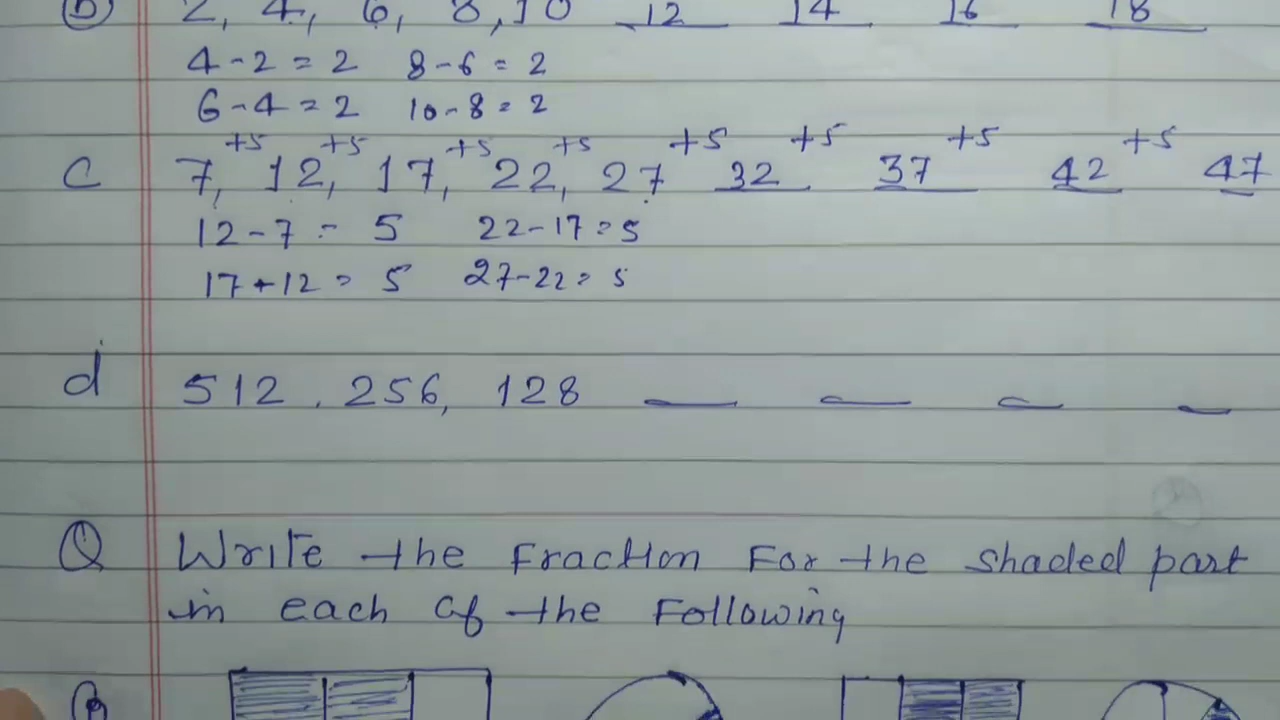 b 2, 4, 6, 8, 10 12 14 16 18
4 - 2 = 2 8 - 6 = 2
6 - 4 = 2 10 - 8 = 2
+5 +5 +5 +5 +5 +5 +5 +5
C 7, 12, 17, 22, 27 32 37 42 47
12 - 7 = 5 22 - 17 = 5
17 + 12 = 5 27 - 22 = 5
d 512, 256, 128
Q Write the Fraction For the shaded part
in each of the Following